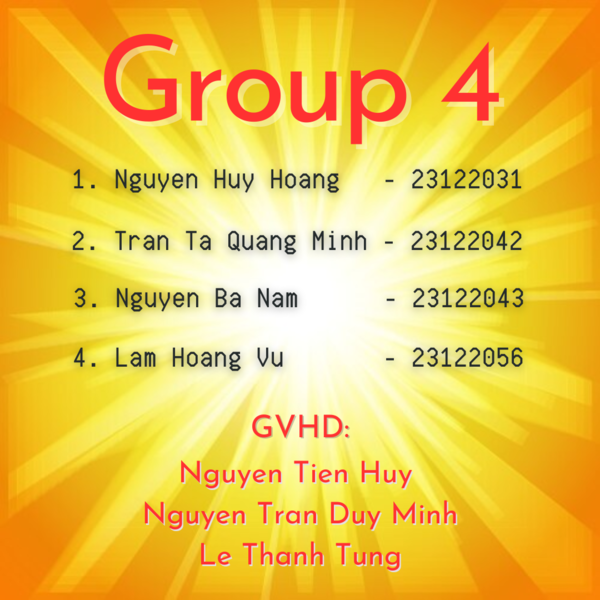 Group 4
1. Nguyen Huy Hoang - 23122031
2. Tran Ta Quang Minh - 23122042
3. Nguyen Ba Nam - 23122043
4. Lam Hoang Vu - 23122056
GVHD:
Nguyen Tien Huy
Nguyen Tran Duy Minh
Le Thanh Tung